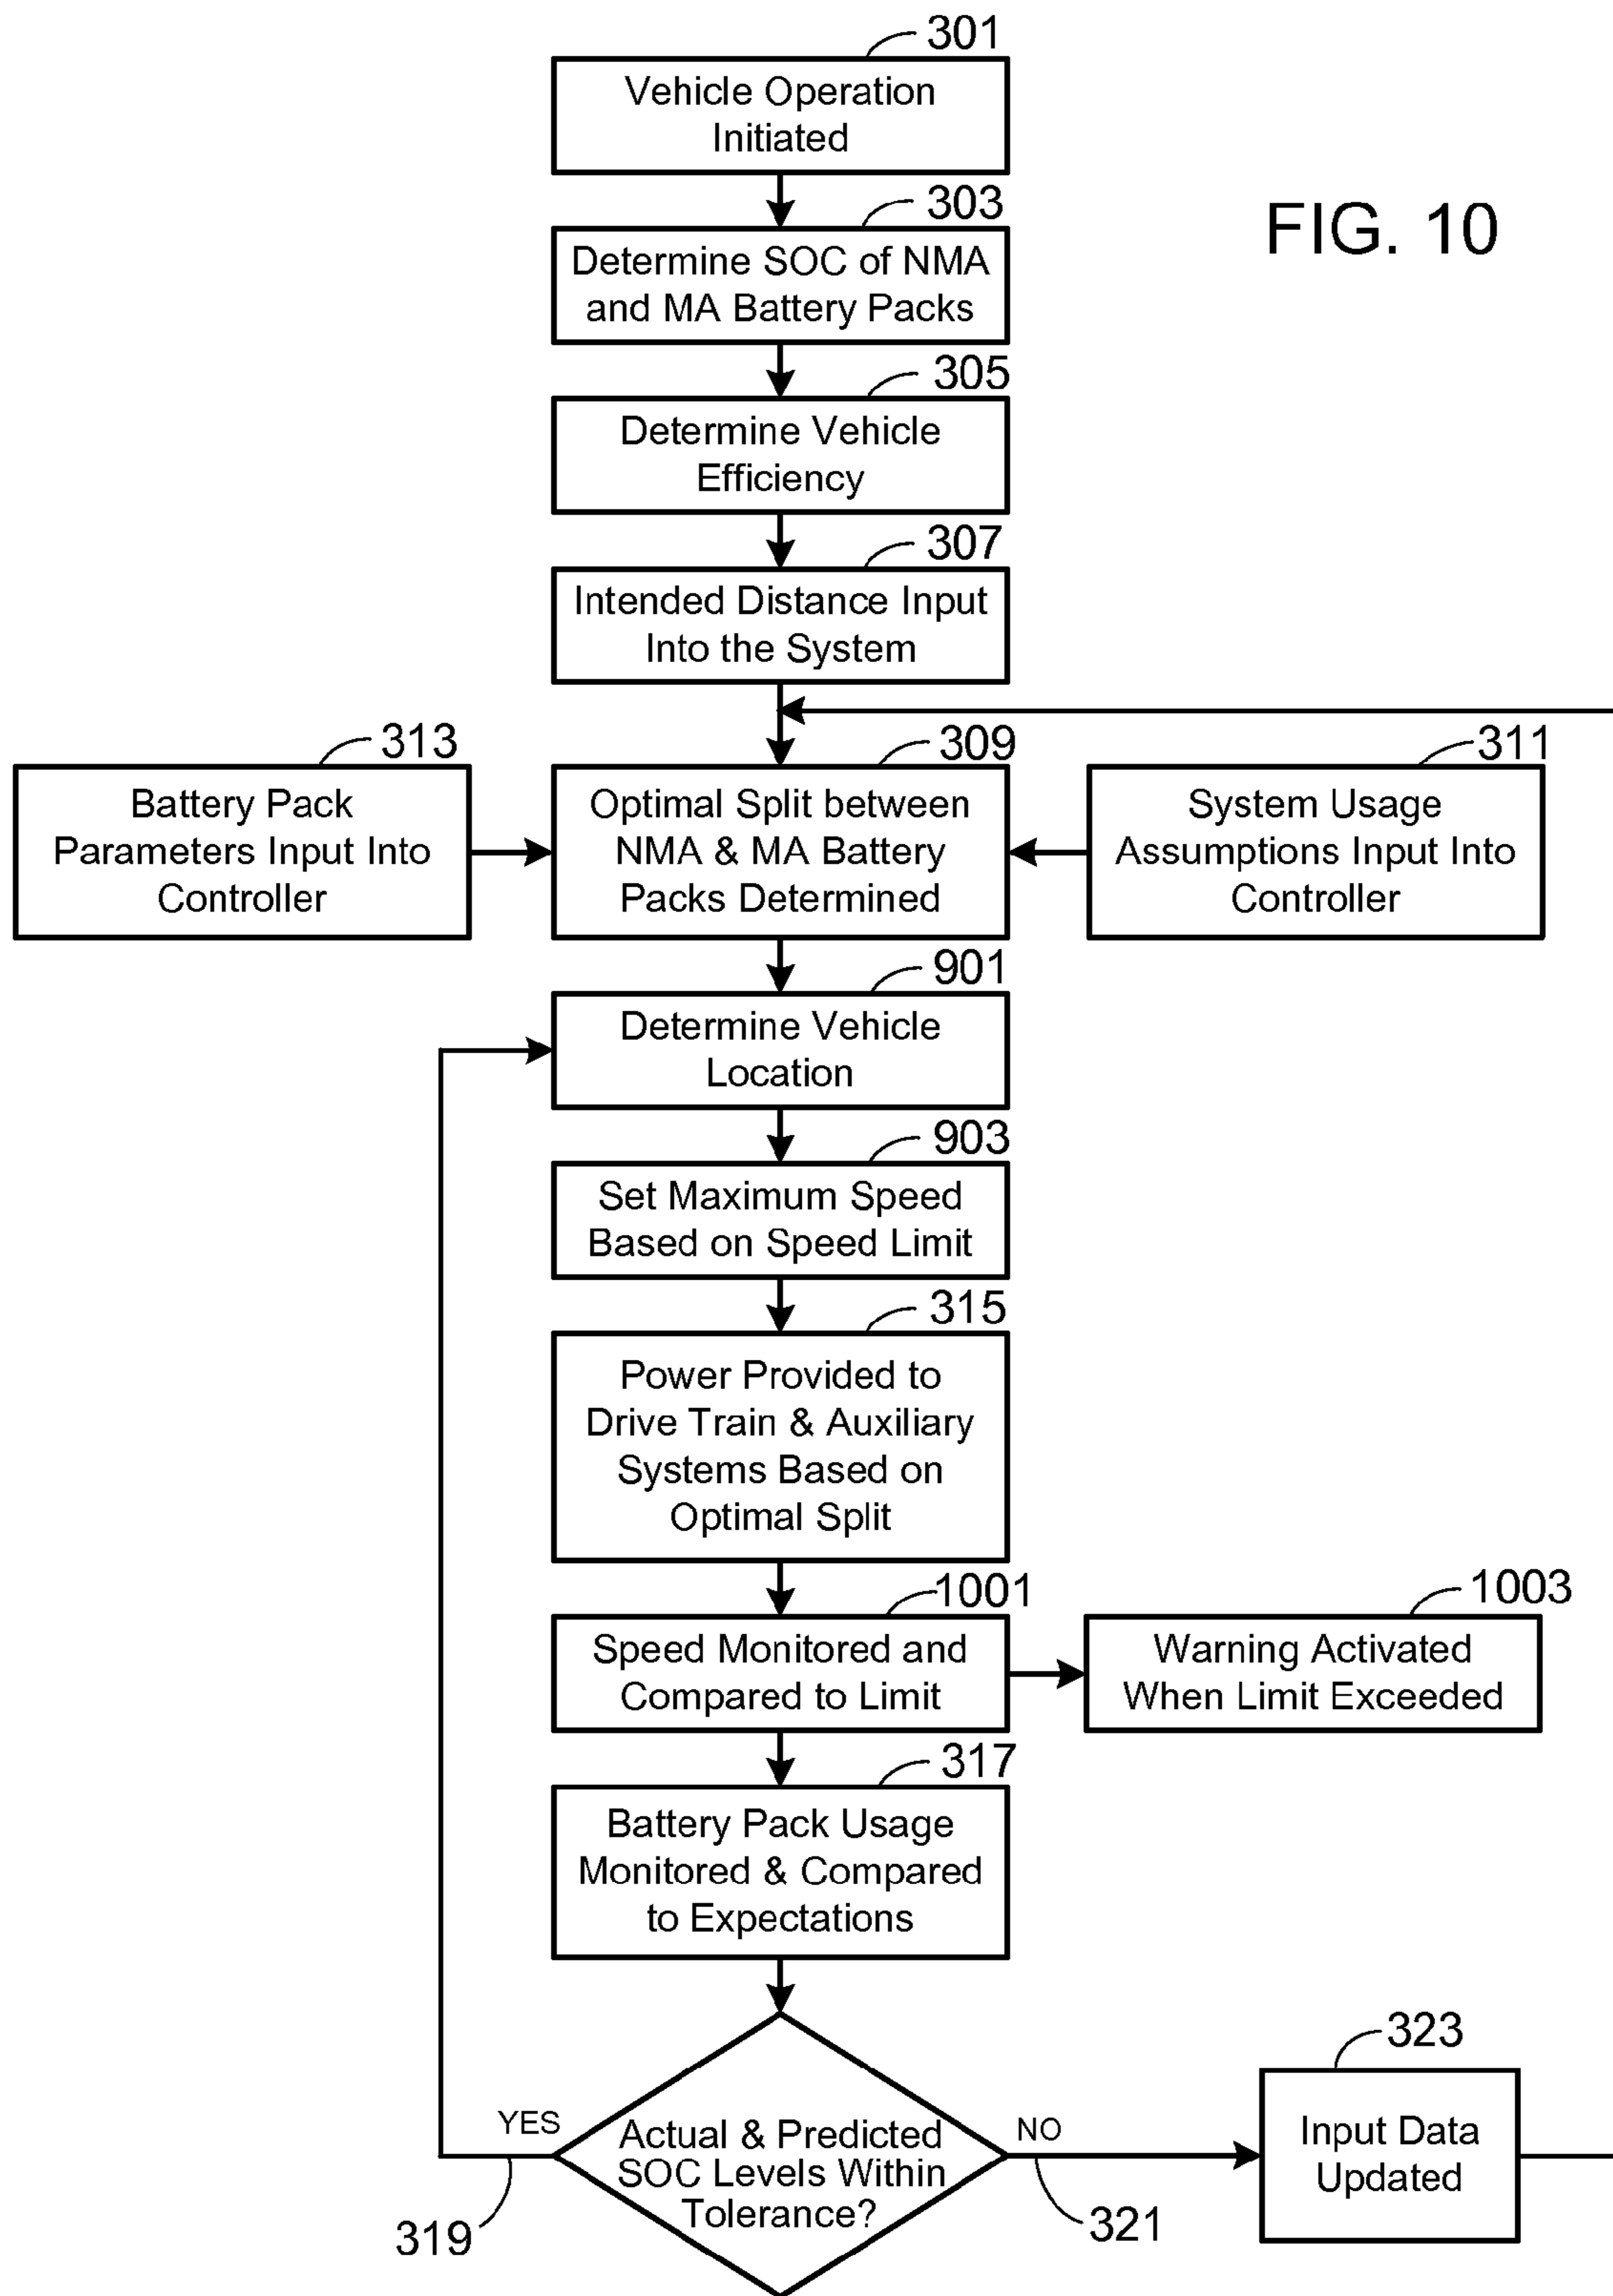 301
Vehicle Operation
Initiated
FIG. 10
303
Determine SOC of NMA
and MA Battery Packs
305
Determine Vehicle
Efficiency
307
Intended Distance Input
Into the System
313
Battery Pack
Parameters Input Into
Controller
309
Optimal Split between
NMA & MA Battery
Packs Determined
311
System Usage
Assumptions Input Into
Controller
901
Determine Vehicle
Location
903
Set Maximum Speed
Based on Speed Limit
315
Power Provided to
Drive Train & Auxiliary
Systems Based on
Optimal Split
1001
Speed Monitored and
Compared to Limit
1003
Warning Activated
When Limit Exceeded
317
Battery Pack Usage
Monitored & Compared
to Expectations
YES
319
Actual & Predicted
SOC Levels Within
Tolerance?
NO
321
323
Input Data
Updated